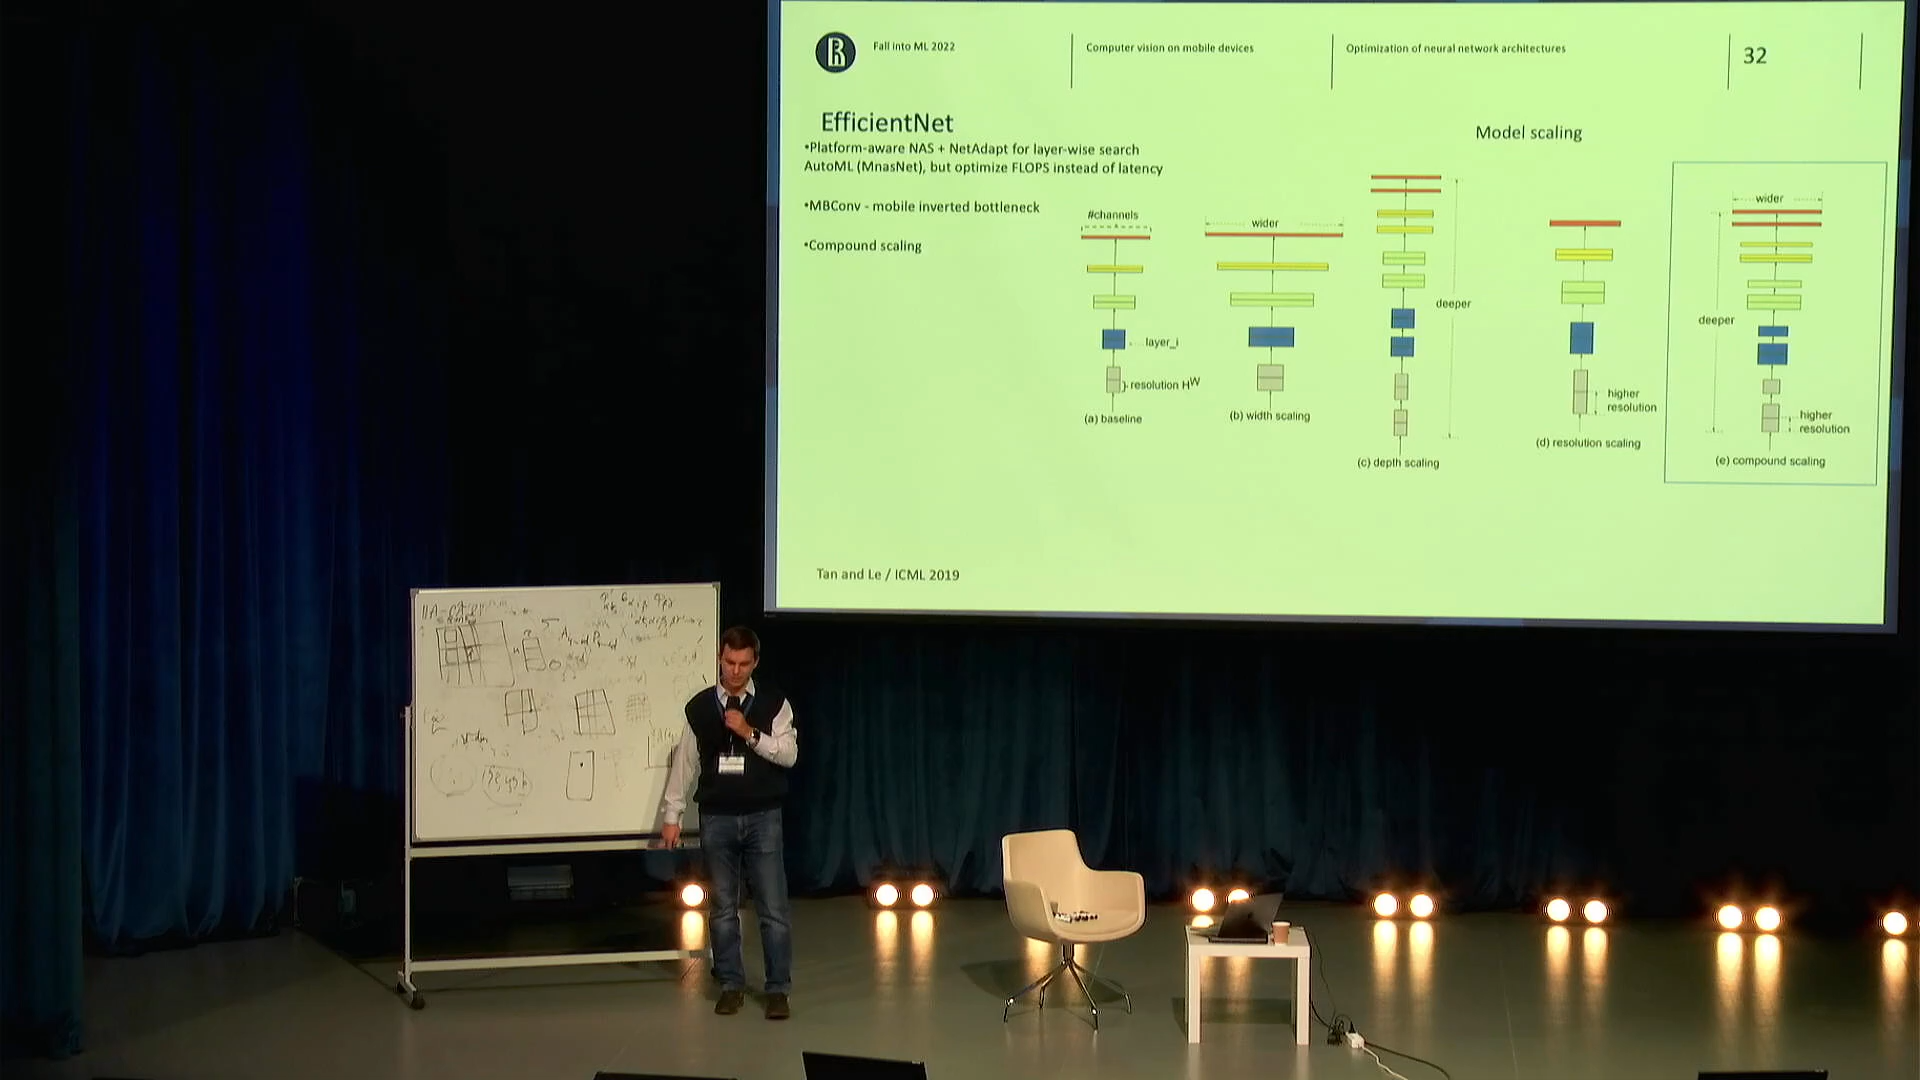 Fall into ML 2022
Computer vision on mobile devices
Optimization of neural network architectures
32
EfficientNet
•Platform-aware NAS + NetAdapt for layer-wise search
AutoML (MnasNet), but optimize FLOPS instead of latency
•MBConv - mobile inverted bottleneck
•Compound scaling
Model scaling
#channels
layer_i
resolution HW
(a) baseline
wider
(b) width scaling
deeper
(c) depth scaling
higher
resolution
(d) resolution scaling
wider
deeper
higher
resolution
(e) compound scaling
Tan and Le / ICML 2019